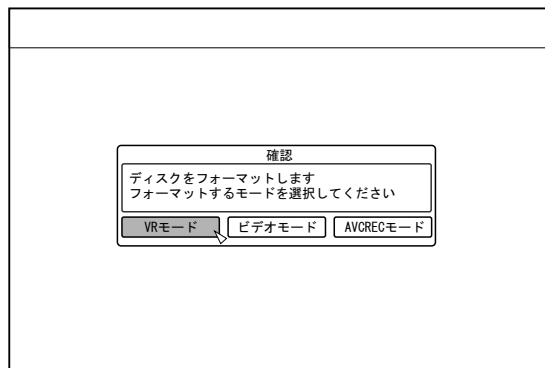 確認
ディスクをフォーマットします
フォーマットするモードを選択してください
VRモード ビデオモード AVCRECモード